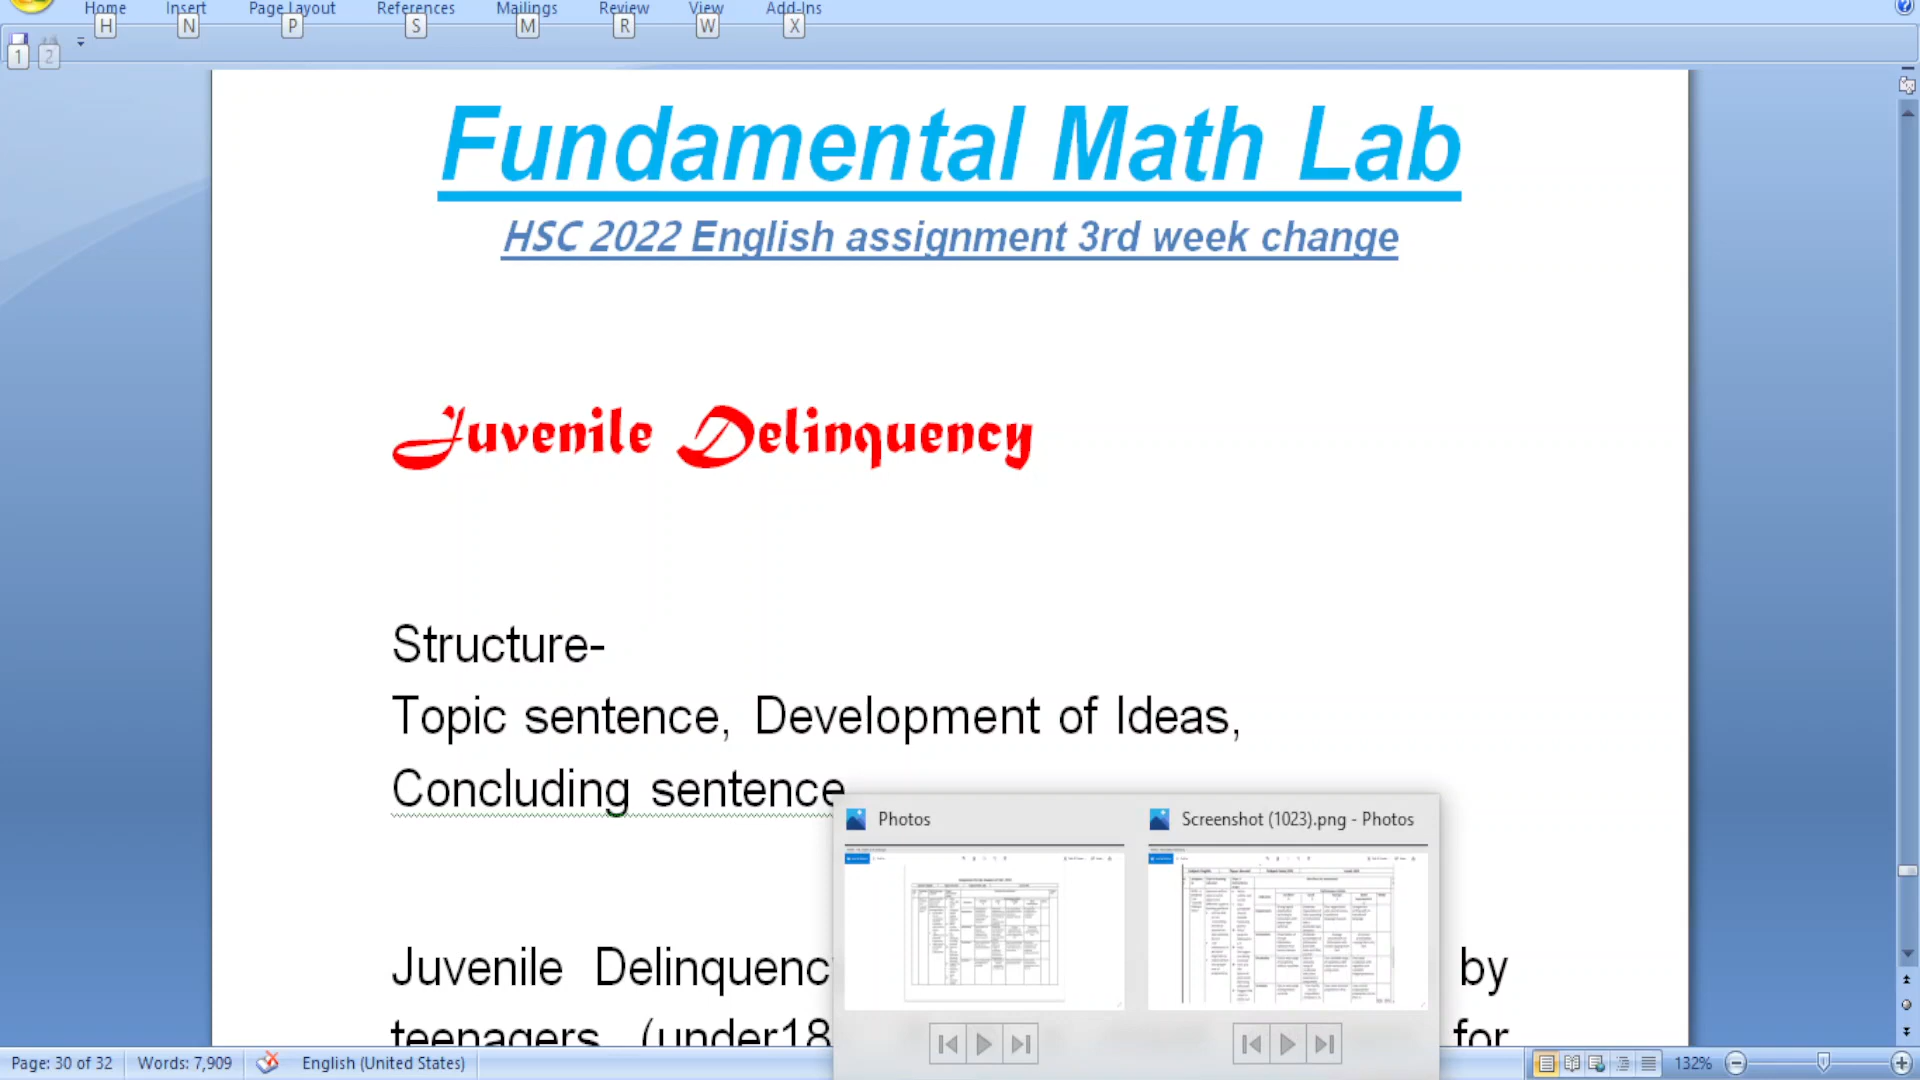 Home Insert Page Layout References Mailings Review View Add-Ins
H N P S M R W X
1 2
Fundamental Math Lab
HSC 2022 English assignment 3rd week change
Juvenile Delinquency
Structure-
Topic sentence, Development of Ideas,
Concluding sentence
Photos
Screenshot (1023).png - Photos
Juvenile Delinquenc by
teenagers (under18 for
Page: 30 of 32 Words: 7,909 English (United States) 132%